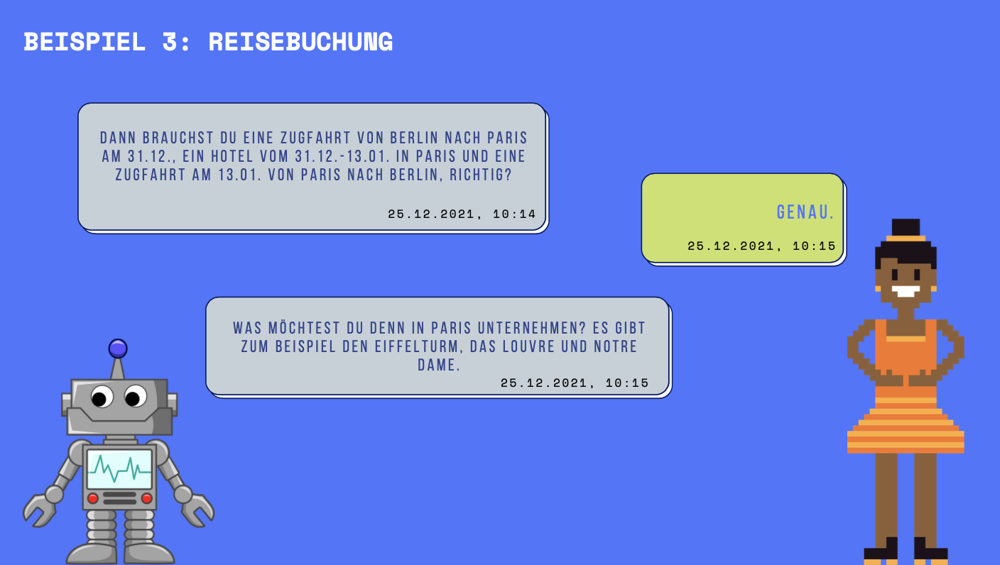 BEISPIEL 3: REISEBUCHUNG
DANN BRAUCHST DU EINE ZUGFAHRT VON BERLIN NACH PARIS
AM 31.12., EIN HOTEL VOM 31.12.-13.01. IN PARIS UND EINE
ZUGFAHRT AM 13.01. VON PARIS NACH BERLIN, RICHTIG?
25.12.2021, 10:14
GENAU.
25.12.2021, 10:15
WAS MÖCHTEST DU DENN IN PARIS UNTERNEHMEN? ES GIBT
ZUM BEISPIEL DEN EIFFELTURM, DAS LOUVRE UND NOTRE
DAME.
25.12.2021, 10:15